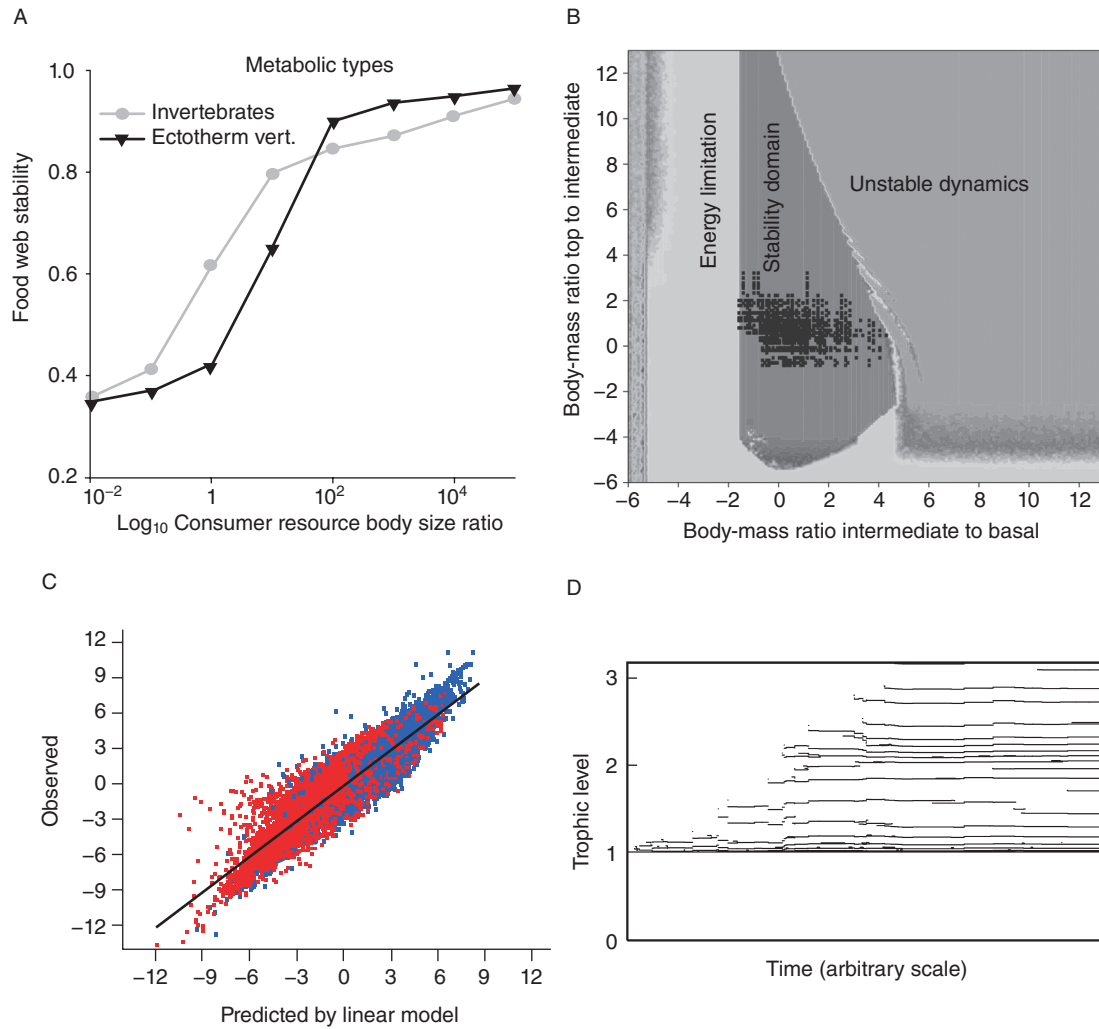 A
Metabolic types
Invertebrates
Ectotherm vert.
Food web stability
1.0
0.8
0.6
0.4
0.2
10⁻²
1
10²
10⁴
Log₁₀ Consumer resource body size ratio
B
Body-mass ratio top to intermediate
12
10
8
6
4
2
0
−2
−4
−6
Energy limitation
Stability domain
Unstable dynamics
−6
−4
−2
0
2
4
6
8
10
12
Body-mass ratio intermediate to basal
C
Observed
12
9
6
3
0
−3
−6
−9
−12
−12
−9
−6
−3
0
3
6
9
12
Predicted by linear model
D
Trophic level
3
2
1
0
Time (arbitrary scale)